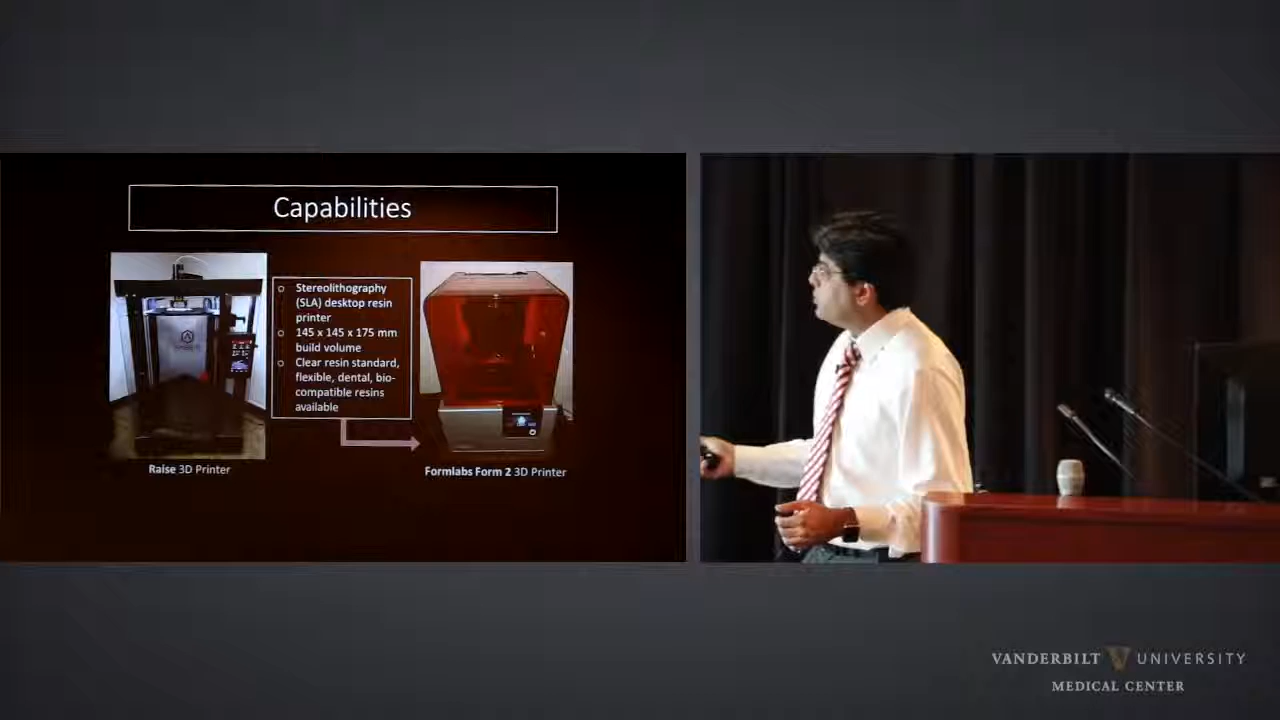 Capabilities
Stereolithography
(SLA) desktop resin
printer
145 x 145 x 175 mm
build volume
Clear resin standard,
flexible, dental, bio-
compatible resins
available
Raise 3D Printer
Formlabs Form 2 3D Printer
VANDERBILT UNIVERSITY
MEDICAL CENTER